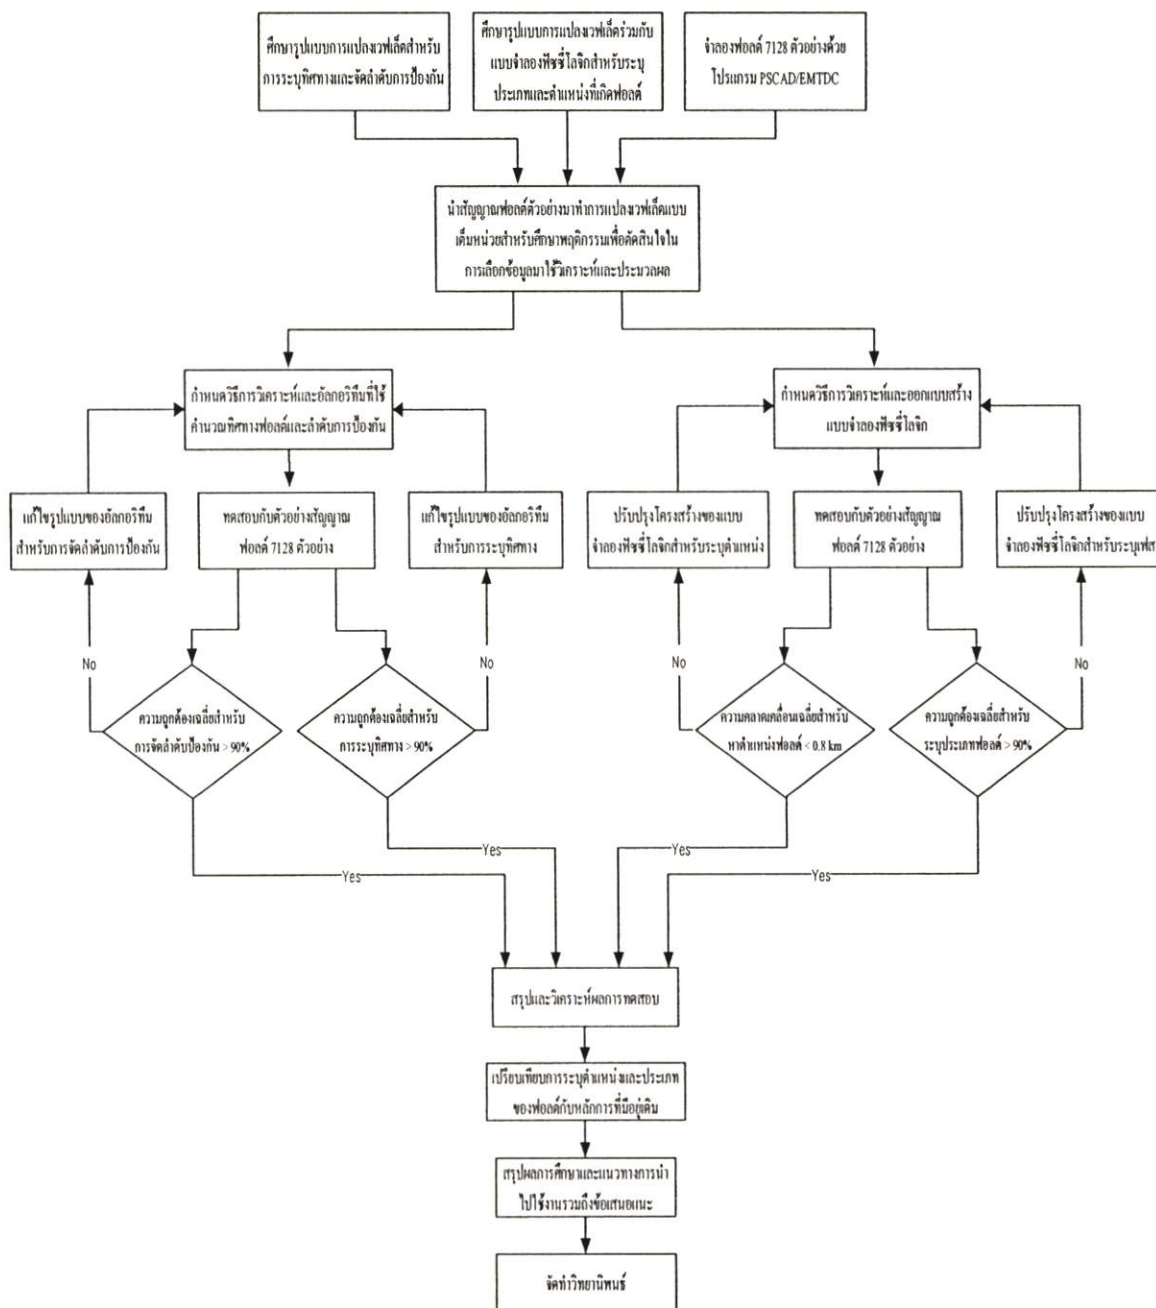 ศึกษารูปแบบการแปลงเวฟเล็ตสำหรับ
การระบุทิศทางและจัดลำดับการป้องกัน
ศึกษารูปแบบการแปลงเวฟเล็ตร่วมกับ
แบบจำลองฟัซซี่โลจิกสำหรับระบุ
ประเภทและตำแหน่งที่เกิดฟอลต์
จำลองฟอลต์ 7128 ตัวอย่างด้วย
โปรแกรม PSCAD/EMTDC
นำสัญญาณฟอลต์ตัวอย่างมาทำการแปลงเวฟเล็ตแบบ
เต็มหน่วยสำหรับศึกษาพฤติกรรมเพื่อตัดสินใจใน
การเลือกข้อมูลมาใช้วิเคราะห์และประมวลผล
กำหนดวิธีการวิเคราะห์และอัลกอริทึมที่ใช้
คำนวณทิศทางฟอลต์และลำดับการป้องกัน
กำหนดวิธีการวิเคราะห์และออกแบบสร้าง
แบบจำลองฟัซซี่โลจิก
แก้ไขรูปแบบของอัลกอริทึม
สำหรับการจัดลำดับการป้องกัน
ทดสอบกับตัวอย่างสัญญาณ
ฟอลต์ 7128 ตัวอย่าง
แก้ไขรูปแบบของอัลกอริทึม
สำหรับการระบุทิศทาง
ปรับปรุงโครงสร้างของแบบ
จำลองฟัซซี่โลจิกสำหรับระบุตำแหน่ง
ทดสอบกับตัวอย่างสัญญาณ
ฟอลต์ 7128 ตัวอย่าง
ปรับปรุงโครงสร้างของแบบ
จำลองฟัซซี่โลจิกสำหรับระบุเฟส
No
No
No
No
ความถูกต้องเฉลี่ยสำหรับ
การจัดลำดับป้องกัน > 90%
ความถูกต้องเฉลี่ยสำหรับ
การระบุทิศทาง > 90%
ความคลาดเคลื่อนเฉลี่ยสำหรับ
หาตำแหน่งฟอลต์ < 0.8 km
ความถูกต้องเฉลี่ยสำหรับ
ระบุประเภทฟอลต์ > 90%
Yes
Yes
Yes
Yes
สรุปและวิเคราะห์ผลการทดสอบ
เปรียบเทียบการระบุตำแหน่งและประเภท
ของฟอลต์กับหลักการที่มีอยู่เดิม
สรุปผลการศึกษาและแนวทางการนำ
ไปใช้งานรวมถึงข้อเสนอแนะ
จัดทำวิทยานิพนธ์